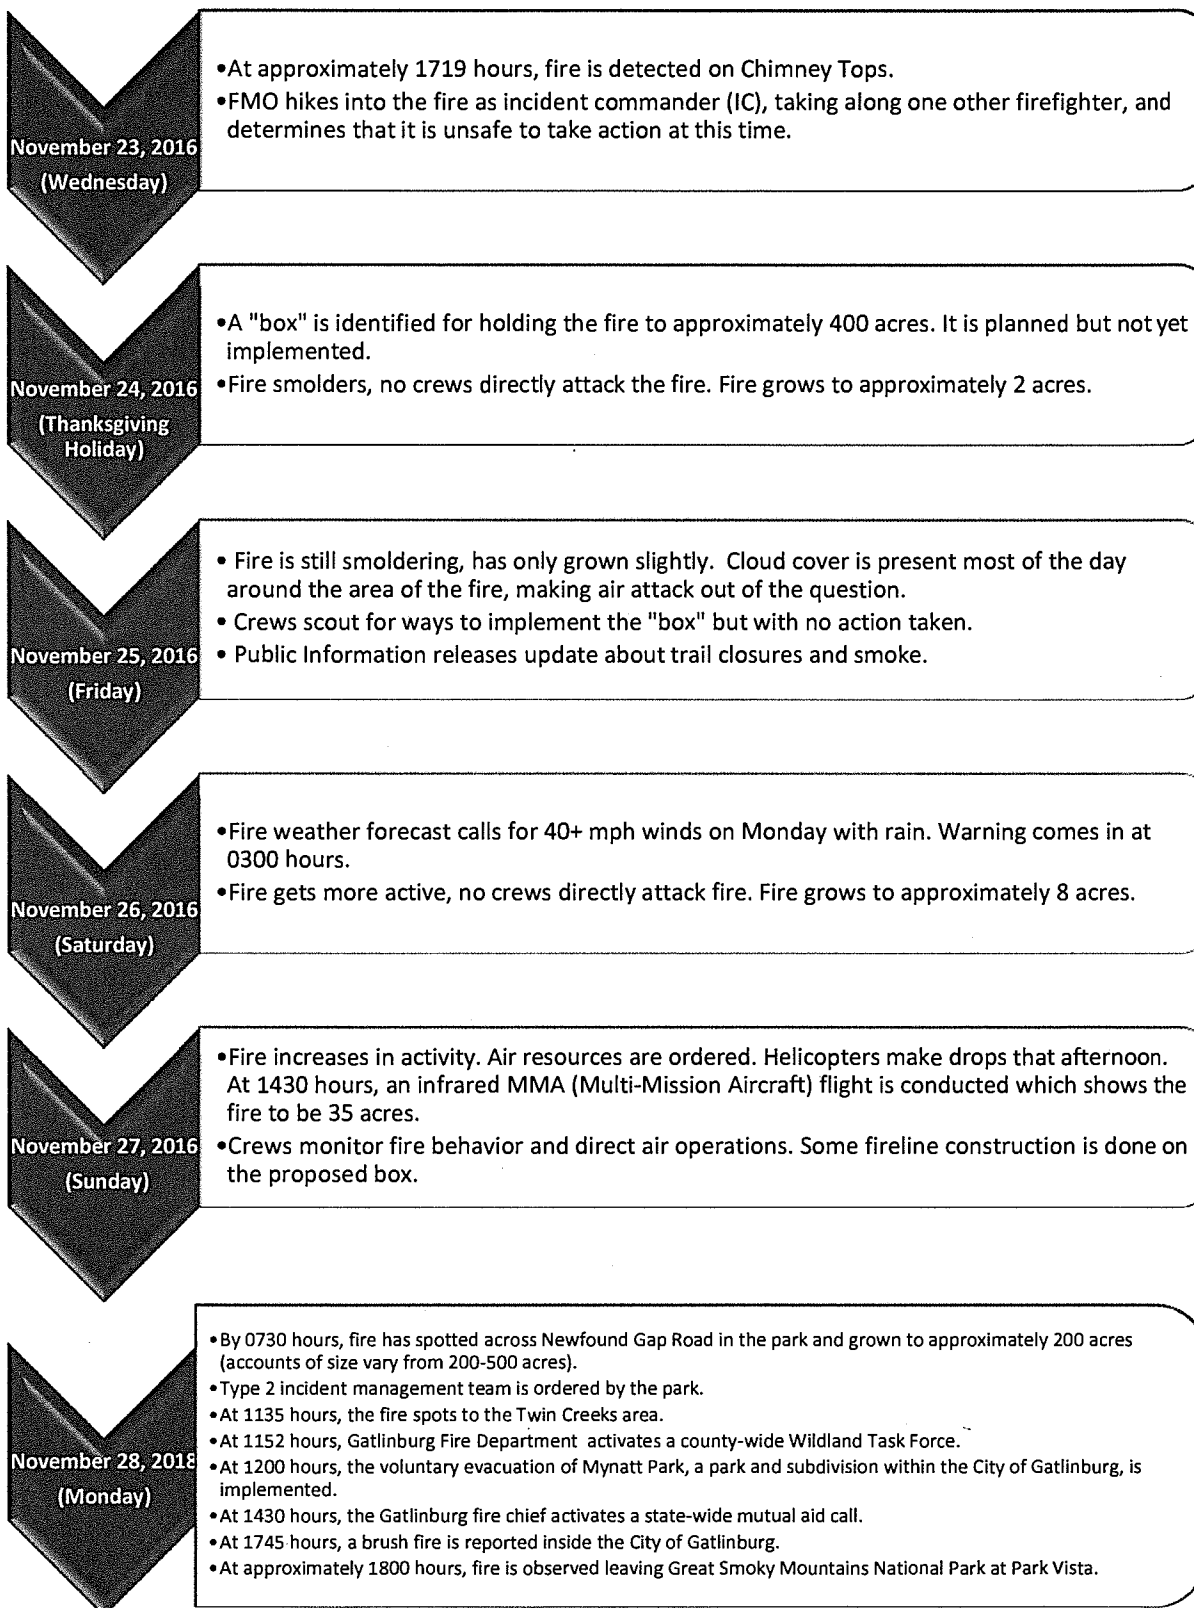 •At approximately 1719 hours, fire is detected on Chimney Tops.
•FMO hikes into the fire as incident commander (IC), taking along one other firefighter, and
determines that it is unsafe to take action at this time.
November 23, 2016
(Wednesday)
•A "box" is identified for holding the fire to approximately 400 acres. It is planned but not yet
implemented.
•Fire smolders, no crews directly attack the fire. Fire grows to approximately 2 acres.
November 24, 2016
(Thanksgiving
Holiday)
• Fire is still smoldering, has only grown slightly. Cloud cover is present most of the day
around the area of the fire, making air attack out of the question.
• Crews scout for ways to implement the "box" but with no action taken.
• Public Information releases update about trail closures and smoke.
November 25, 2016
(Friday)
•Fire weather forecast calls for 40+ mph winds on Monday with rain. Warning comes in at
0300 hours.
•Fire gets more active, no crews directly attack fire. Fire grows to approximately 8 acres.
November 26, 2016
(Saturday)
•Fire increases in activity. Air resources are ordered. Helicopters make drops that afternoon.
At 1430 hours, an infrared MMA (Multi-Mission Aircraft) flight is conducted which shows the
fire to be 35 acres.
•Crews monitor fire behavior and direct air operations. Some fireline construction is done on
the proposed box.
November 27, 2016
(Sunday)
•By 0730 hours, fire has spotted across Newfound Gap Road in the park and grown to approximately 200 acres
(accounts of size vary from 200-500 acres).
•Type 2 incident management team is ordered by the park.
•At 1135 hours, the fire spots to the Twin Creeks area.
•At 1152 hours, Gatlinburg Fire Department activates a county-wide Wildland Task Force.
•At 1200 hours, the voluntary evacuation of Mynatt Park, a park and subdivision within the City of Gatlinburg, is
implemented.
•At 1430 hours, the Gatlinburg fire chief activates a state-wide mutual aid call.
•At 1745 hours, a brush fire is reported inside the City of Gatlinburg.
•At approximately 1800 hours, fire is observed leaving Great Smoky Mountains National Park at Park Vista.
November 28, 2018
(Monday)